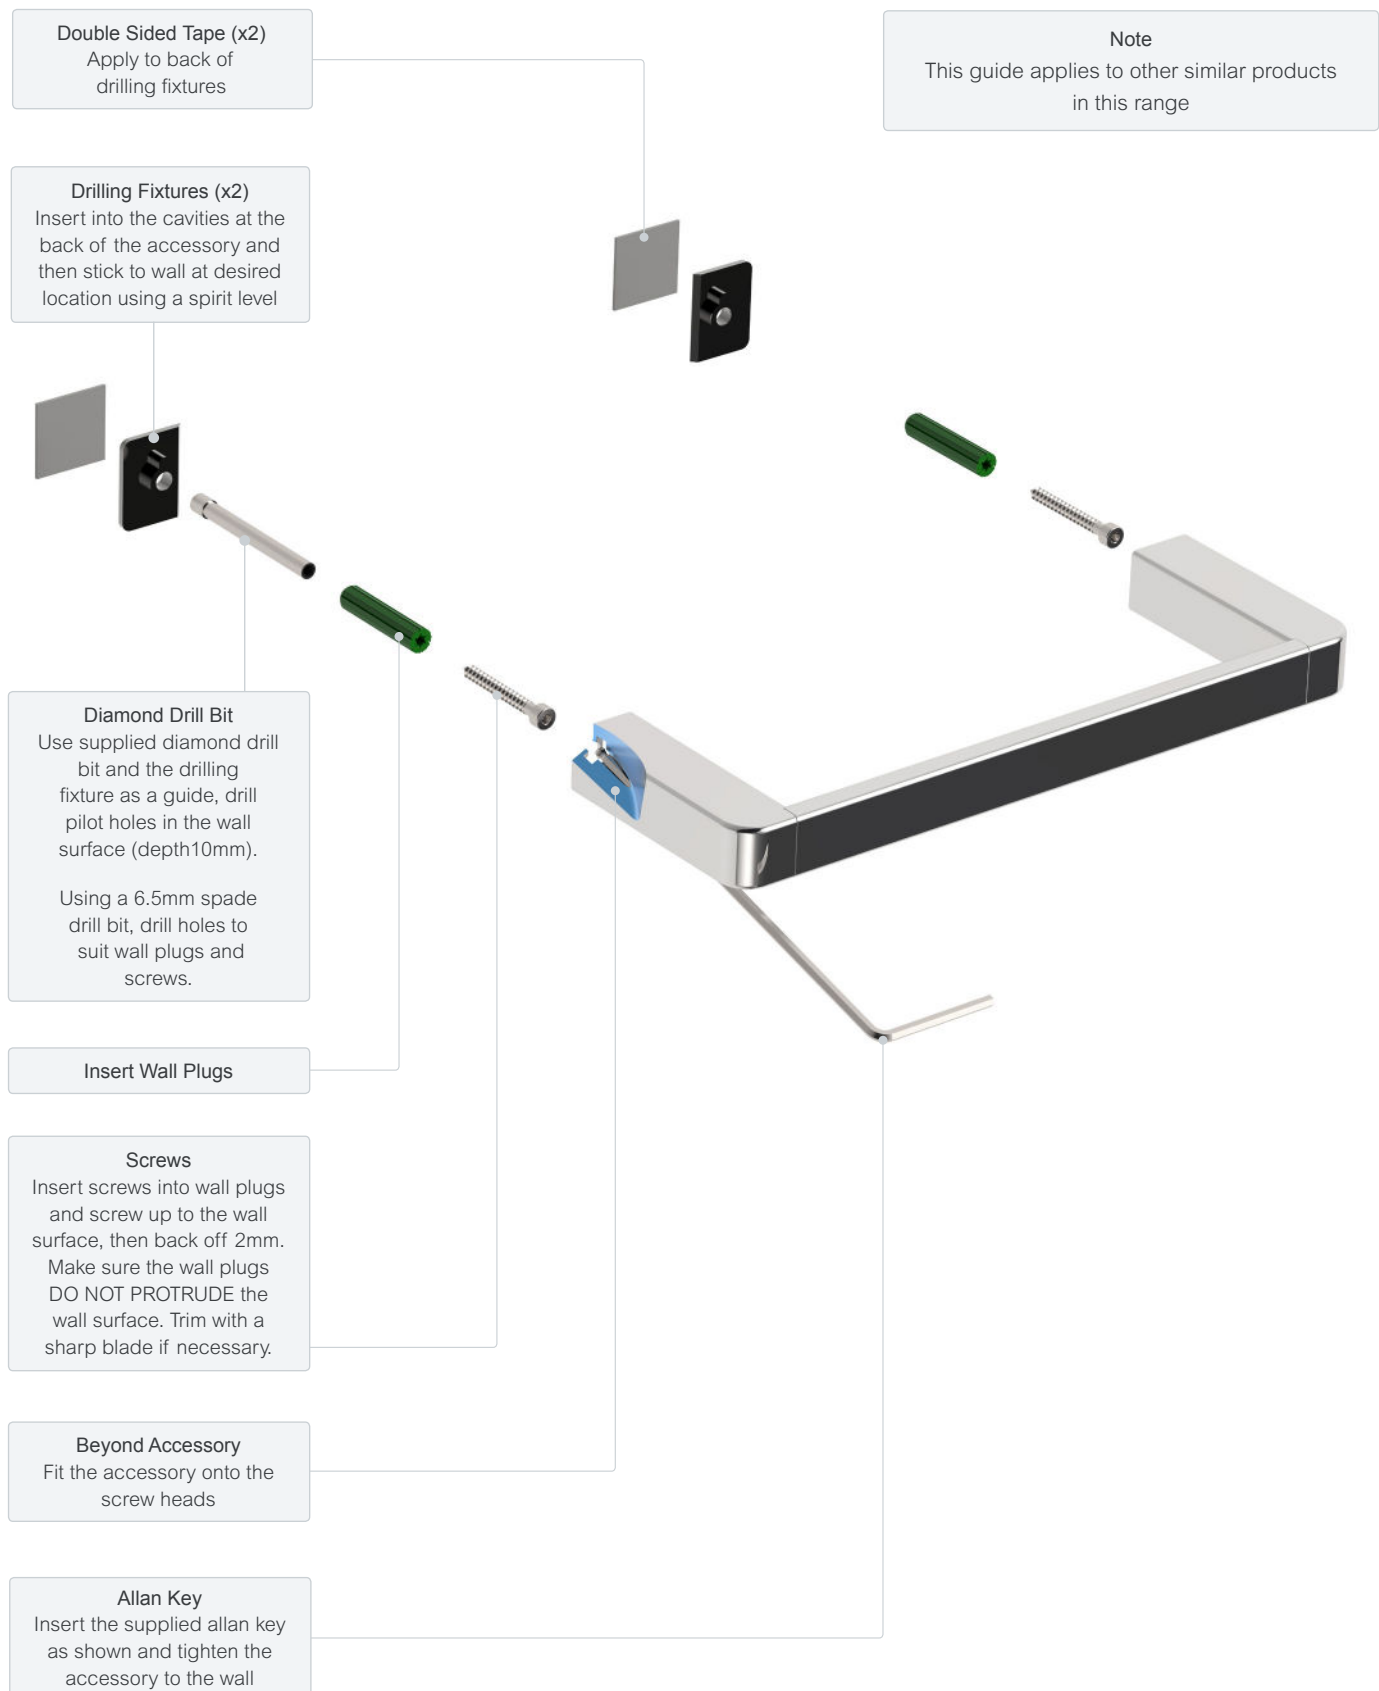 Double Sided Tape (x2)
Apply to back of
drilling fixtures
Note
This guide applies to other similar products
in this range
Drilling Fixtures (x2)
Insert into the cavities at the
back of the accessory and
then stick to wall at desired
location using a spirit level
Diamond Drill Bit
Use supplied diamond drill
bit and the drilling
fixture as a guide, drill
pilot holes in the wall
surface (depth10mm).
Using a 6.5mm spade
drill bit, drill holes to
suit wall plugs and
screws.
Insert Wall Plugs
Screws
Insert screws into wall plugs
and screw up to the wall
surface, then back off 2mm.
Make sure the wall plugs
DO NOT PROTRUDE the
wall surface. Trim with a
sharp blade if necessary.
Beyond Accessory
Fit the accessory onto the
screw heads
Allan Key
Insert the supplied allan key
as shown and tighten the
accessory to the wall